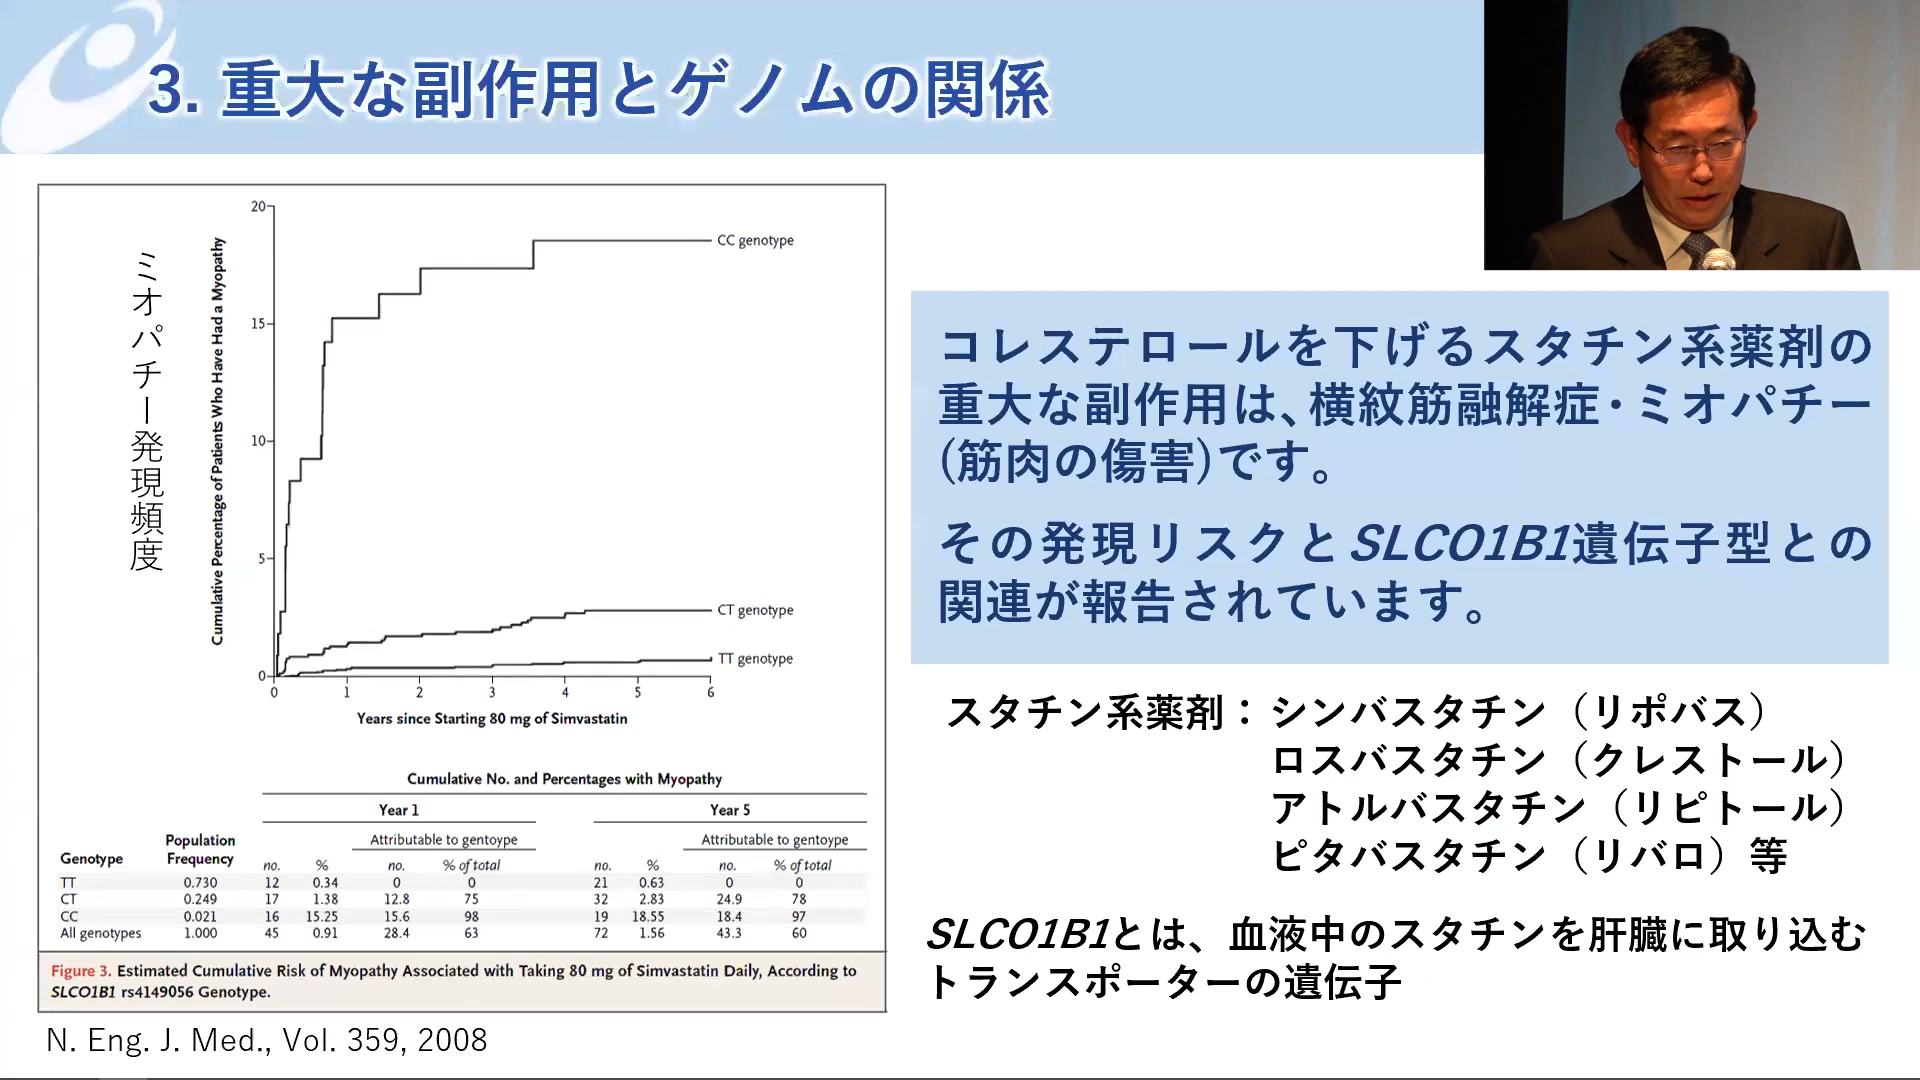 3. 重大な副作用とゲノムの関係
ミオパチー発現頻度
Cumulative Percentage of Patients Who Have Had a Myopathy
20
15
10
5
0
CC genotype
CT genotype
TT genotype
0 1 2 3 4 5 6
Years since Starting 80 mg of Simvastatin
Cumulative No. and Percentages with Myopathy
Year 1 Year 5
Genotype Population Frequency Attributable to gentoype Attributable to gentoype
no. % no. % of total no. % no. % of total
TT 0.730 12 0.34 0 0 21 0.63 0 0
CT 0.249 17 1.38 12.8 75 32 2.83 24.9 78
CC 0.021 16 15.25 15.6 98 19 18.55 18.4 97
All genotypes 1.000 45 0.91 28.4 63 72 1.56 43.3 60
Figure 3. Estimated Cumulative Risk of Myopathy Associated with Taking 80 mg of Simvastatin Daily, According to
SLCO1B1 rs4149056 Genotype.
N. Eng. J. Med., Vol. 359, 2008
コレステロールを下げるスタチン系薬剤の
重大な副作用は、横紋筋融解症・ミオパチー
(筋肉の傷害)です。
その発現リスクとSLCO1B1遺伝子型との
関連が報告されています。
スタチン系薬剤：シンバスタチン（リポバス）
ロスバスタチン（クレストール）
アトルバスタチン（リピトール）
ピタバスタチン（リバロ）等
SLCO1B1とは、血液中のスタチンを肝臓に取り込む
トランスポーターの遺伝子